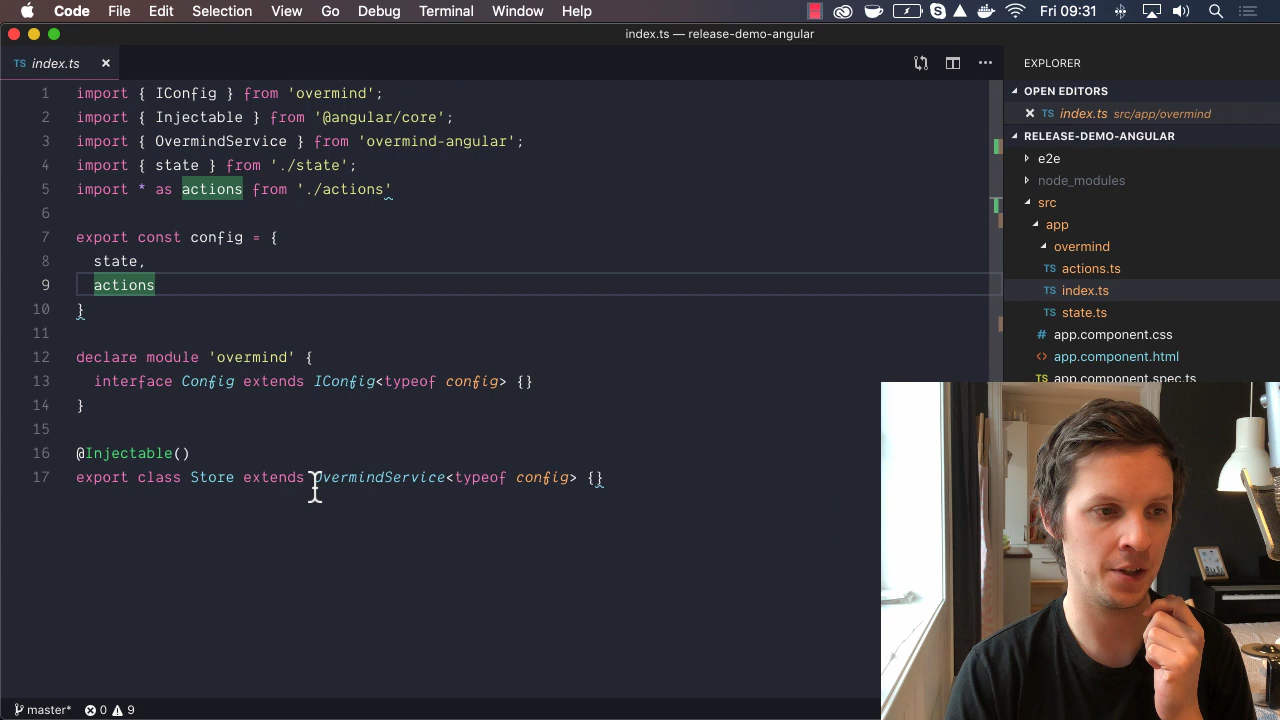 Code File Edit Selection View Go Debug Terminal Window Help Fri 09:31
index.ts — release-demo-angular
TS index.ts ×
1 import { IConfig } from 'overmind';
2 import { Injectable } from '@angular/core';
3 import { OvermindService } from 'overmind-angular';
4 import { state } from './state';
5 import * as actions from './actions'
6
7 export const config = {
8 state,
9 actions
10 }
11
12 declare module 'overmind' {
13 interface Config extends IConfig<typeof config> {}
14 }
15
16 @Injectable()
17 export class Store extends OvermindService<typeof config> {}
EXPLORER
OPEN EDITORS
× TS index.ts src/app/overmind
RELEASE-DEMO-ANGULAR
e2e
node_modules
src
app
overmind
TS actions.ts
TS index.ts
TS state.ts
# app.component.css
<> app.component.html
TS app.component.spec.ts
master* 0 9